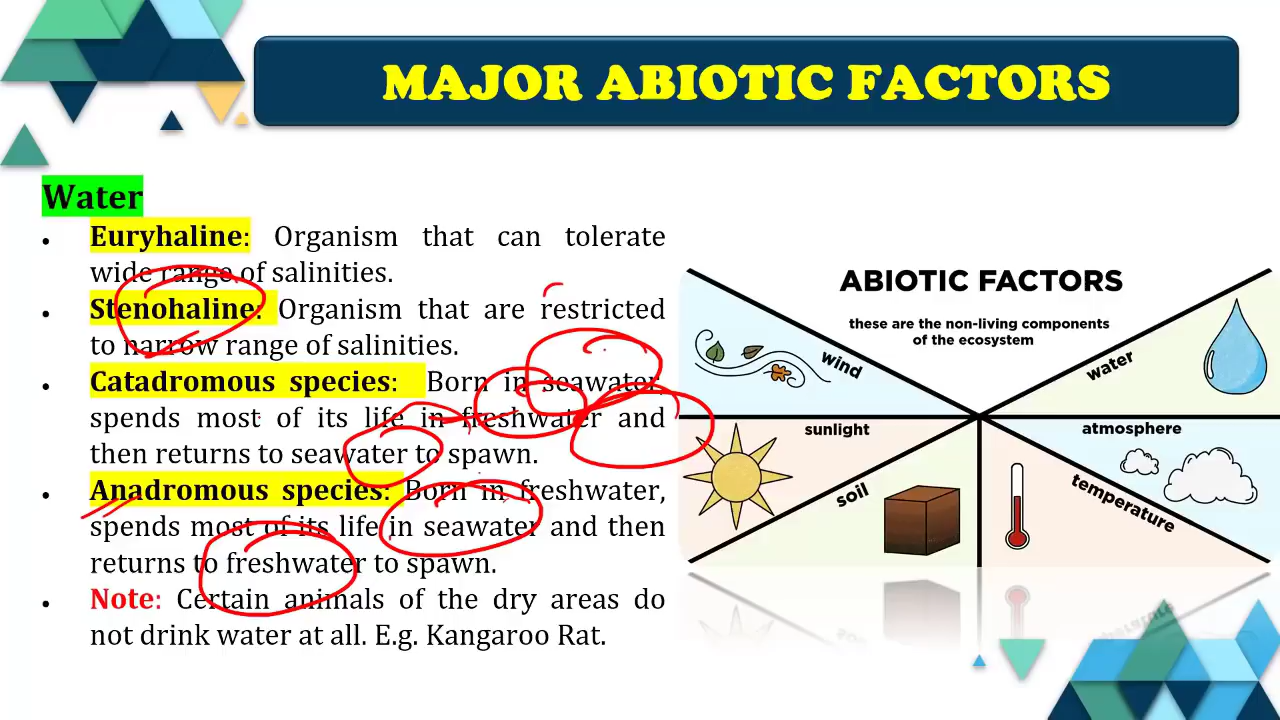 MAJOR ABIOTIC FACTORS
Water
• Euryhaline: Organism that can tolerate
wide range of salinities.
• Stenohaline: Organism that are restricted
to narrow range of salinities.
• Catadromous species: Born in seawater,
spends most of its life in freshwater and
then returns to seawater to spawn.
• Anadromous species: Born in freshwater,
spends most of its life in seawater and then
returns to freshwater to spawn.
• Note: Certain animals of the dry areas do
not drink water at all. E.g. Kangaroo Rat.
ABIOTIC FACTORS
these are the non-living components
of the ecosystem
wind
water
sunlight
atmosphere
soil
temperature